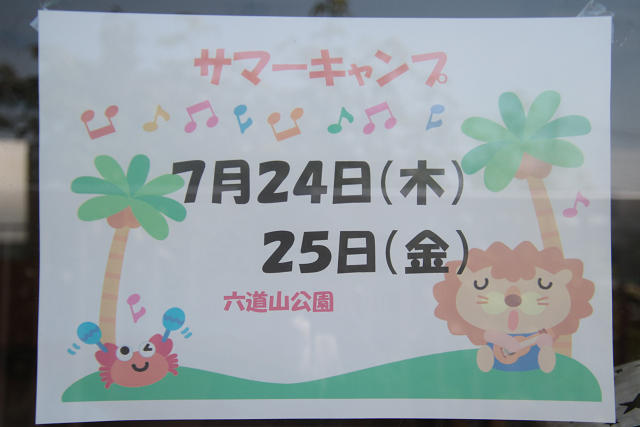 サマーキャンプ
7月24日(木)
25日(金)
六道山公園